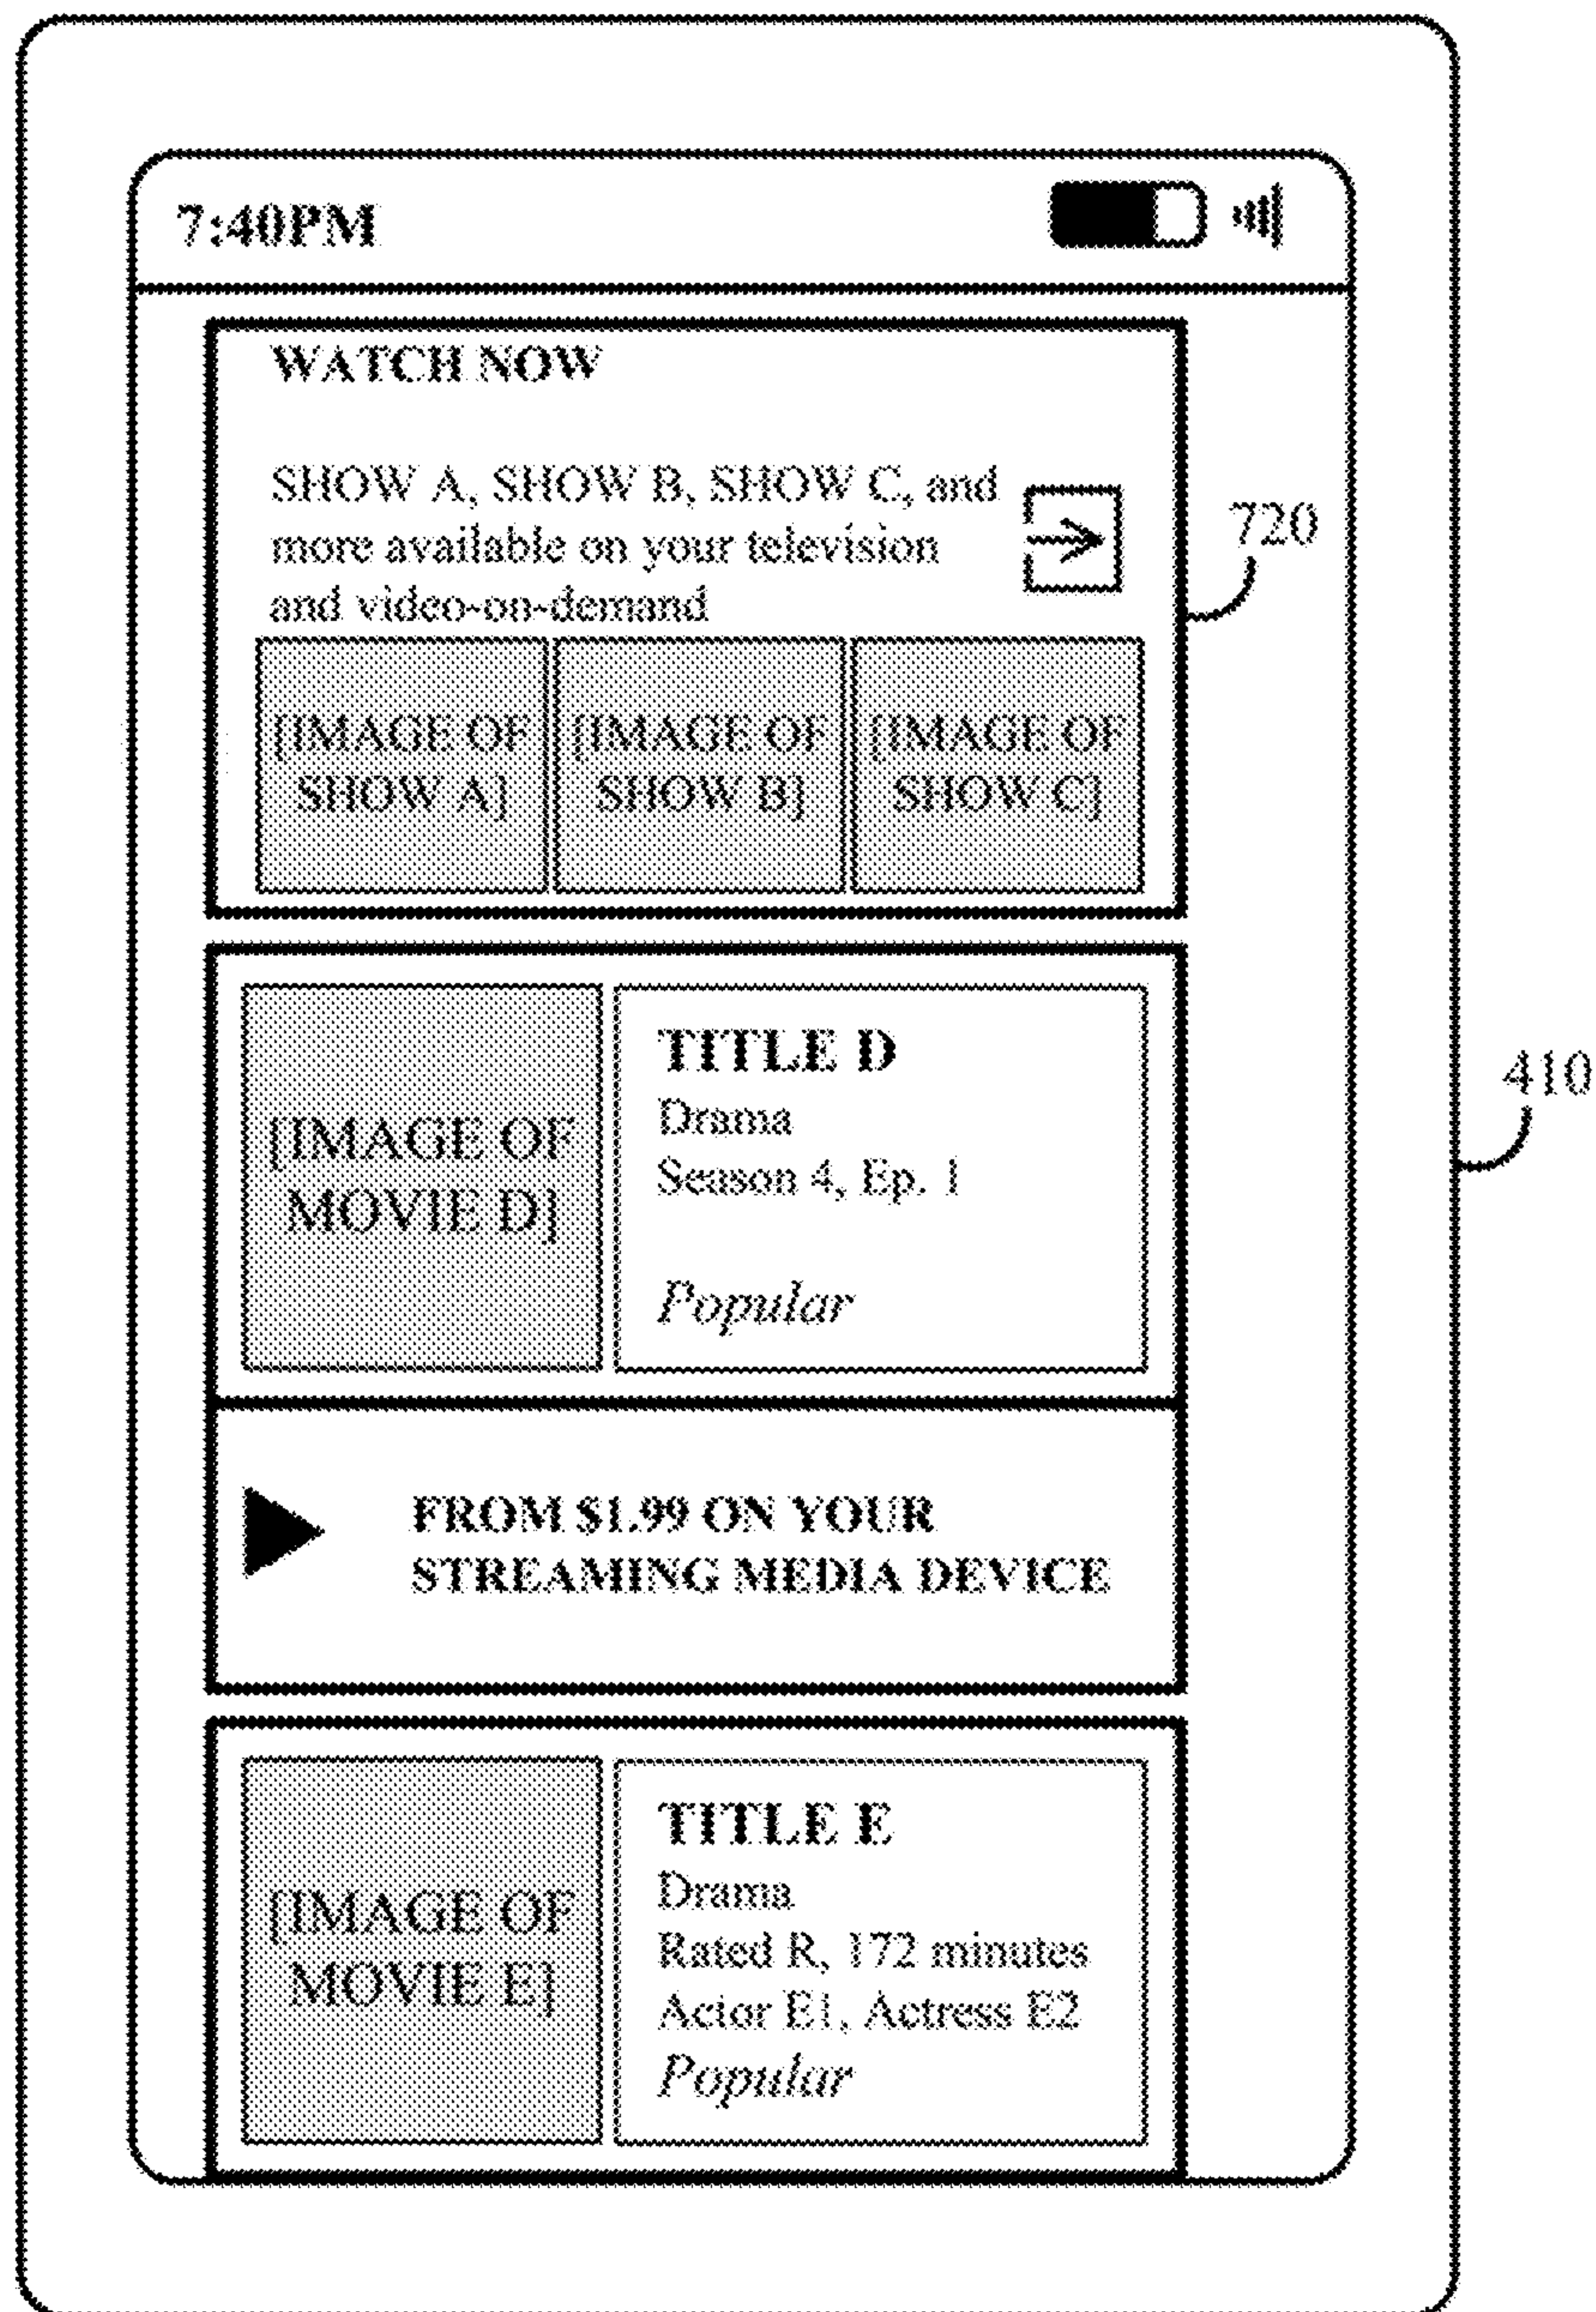 7:40PM
WATCH NOW
SHOW A, SHOW B, SHOW C, and
more available on your television
and video-on-demand
720
[IMAGE OF
SHOW A]
[IMAGE OF
SHOW B]
[IMAGE OF
SHOW C]
[IMAGE OF
MOVIE D]
TITLE D
Drama
Season 4, Ep. 1
Popular
410
FROM $1.99 ON YOUR
STREAMING MEDIA DEVICE
[IMAGE OF
MOVIE E]
TITLE E
Drama
Rated R, 172 minutes
Actor E1, Actress E2
Popular